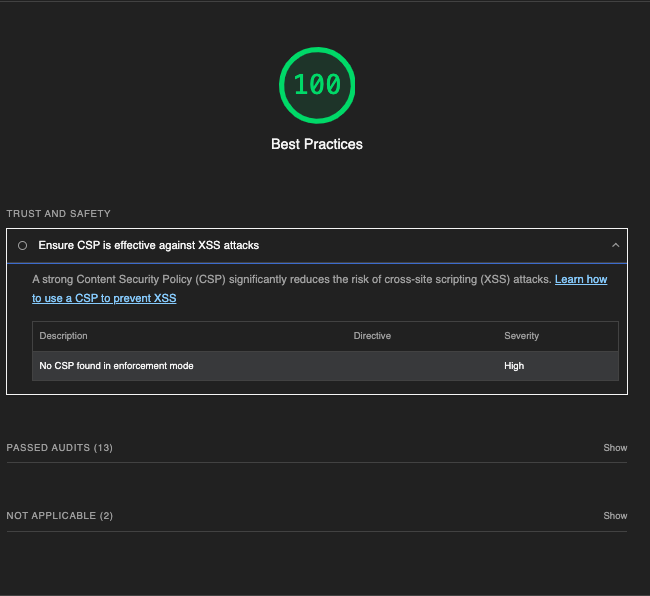 100
Best Practices
TRUST AND SAFETY
Ensure CSP is effective against XSS attacks
A strong Content Security Policy (CSP) significantly reduces the risk of cross-site scripting (XSS) attacks. Learn how
to use a CSP to prevent XSS
Description Directive Severity
No CSP found in enforcement mode High
PASSED AUDITS (13) Show
NOT APPLICABLE (2) Show